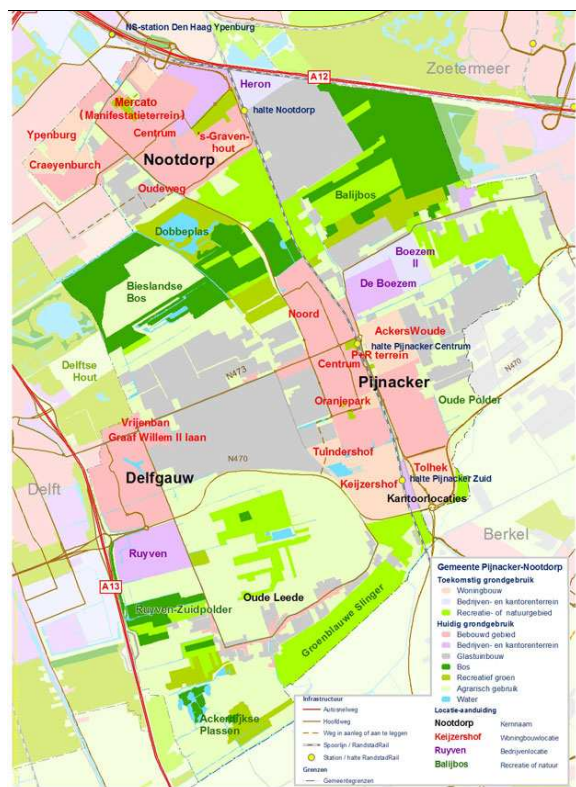 NS-station Den Haag Ypenburg
A12
Zoetermeer
Heron
Mercato
(Manifestatieterrein)
halte Nootdorp
Ypenburg
Centrum
's-Graven-
hout
Craeyenburch
Nootdorp
Oudeweg
Balijbos
Dobbeplas
Boezem
II
Bieslandse
Bos
De Boezem
Noord
AckersWoude
halte Pijnacker Centrum
P+R terrein
Delftse
Hout
N473
Centrum
N470
Pijnacker
Oranjepark
Oude Polder
Vrijenban
Graaf Willem II laan
Tuindershof
N470
Tolhek
Delfgauw
halte Pijnacker Zuid
Keijzershof
Delft
Kantoorlocaties
Berkel
Ruyven
A13
Oude Leede
Ruyven-Zuidpolder
Groenblauwe Slinger
Ackerdijkse
Plassen
Gemeente Pijnacker-Nootdorp
Toekomstig grondgebruik
Woningbouw
Bedrijven- en kantorenterrein
Recreatie- of natuurgebied
Huidig grondgebruik
Bebouwd gebied
Bedrijven- en kantorenterrein
Glastuinbouw
Bos
Recreatief groen
Agrarisch gebruik
Water
Locatie-aanduiding
Nootdorp Kernnaam
Keijzershof Woningbouwlocatie
Ruyven Bedrijvenlocatie
Balijbos Recreatie of natuur
Infrastructuur
Autosnelweg
Hoofdweg
Weg in aanleg of aan te leggen
Spoorlijn / RandstadRail
Station / halte RandstadRail
Grenzen
Gemeentegrenzen